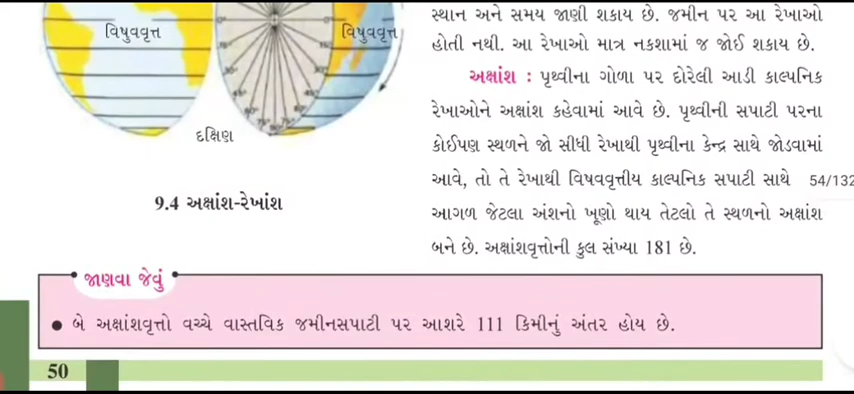 વિષુવવૃત્ત
વિષુવવૃત્ત
દક્ષિણ
9.4 અક્ષાંશ-રેખાંશ
સ્થાન અને સમય જાણી શકાય છે. જમીન પર આ રેખાઓ
હોતી નથી. આ રેખાઓ માત્ર નકશામાં જ જોઈ શકાય છે.
અક્ષાંશ : પૃથ્વીના ગોળા પર દોરેલી આડી કાલ્પનિક
રેખાઓને અક્ષાંશ કહેવામાં આવે છે. પૃથ્વીની સપાટી પરના
કોઈપણ સ્થળને જો સીધી રેખાથી પૃથ્વીના કેન્દ્ર સાથે જોડવામાં
આવે, તો તે રેખાથી વિષવવૃત્તીય કાલ્પનિક સપાટી સાથે
54/132
આગળ જેટલા અંશનો ખૂણો થાય તેટલો તે સ્થળનો અક્ષાંશ
બને છે. અક્ષાંશવૃત્તોની કુલ સંખ્યા 181 છે.
જાણવા જેવું
● બે અક્ષાંશવૃત્તો વચ્ચે વાસ્તવિક જમીનસપાટી પર આશરે 111 કિમીનું અંતર હોય છે.
50